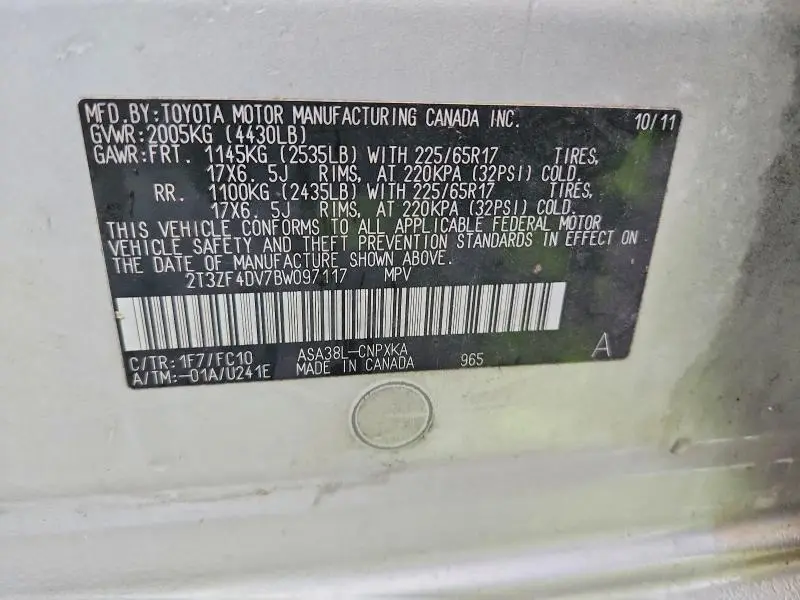 MFD.BY:TOYOTA MOTOR MANUFACTURING CANADA INC. 10/11
GVWR:2005KG (4430LB)
GAWR:FRT. 1145KG (2535LB) WITH 225/65R17 TIRES,
17X6. 5J RIMS, AT 220KPA (32PSI) COLD.
RR. 1100KG (2435LB) WITH 225/65R17 TIRES,
17X6. 5J RIMS, AT 220KPA (32PSI) COLD.
THIS VEHICLE CONFORMS TO ALL APPLICABLE FEDERAL MOTOR
VEHICLE SAFETY AND THEFT PREVENTION STANDARDS IN EFFECT ON
THE DATE OF MANUFACTURE SHOWN ABOVE.
2T3ZF4DV7BW097117 MPV
C/TR:1F7/FC10 ASA38L-CNPXKA A
A/TM:-01A/U241E MADE IN CANADA 965